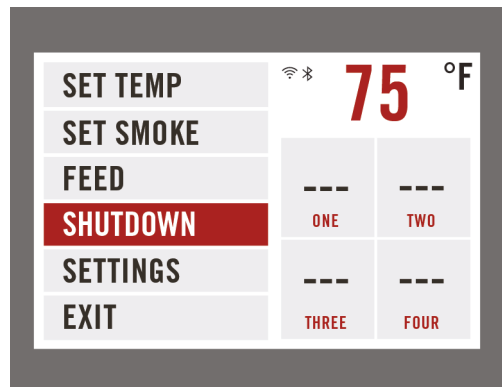 SET TEMP
SET SMOKE
FEED
SHUTDOWN
SETTINGS
EXIT
75 °F
--- ---
ONE TWO
--- ---
THREE FOUR